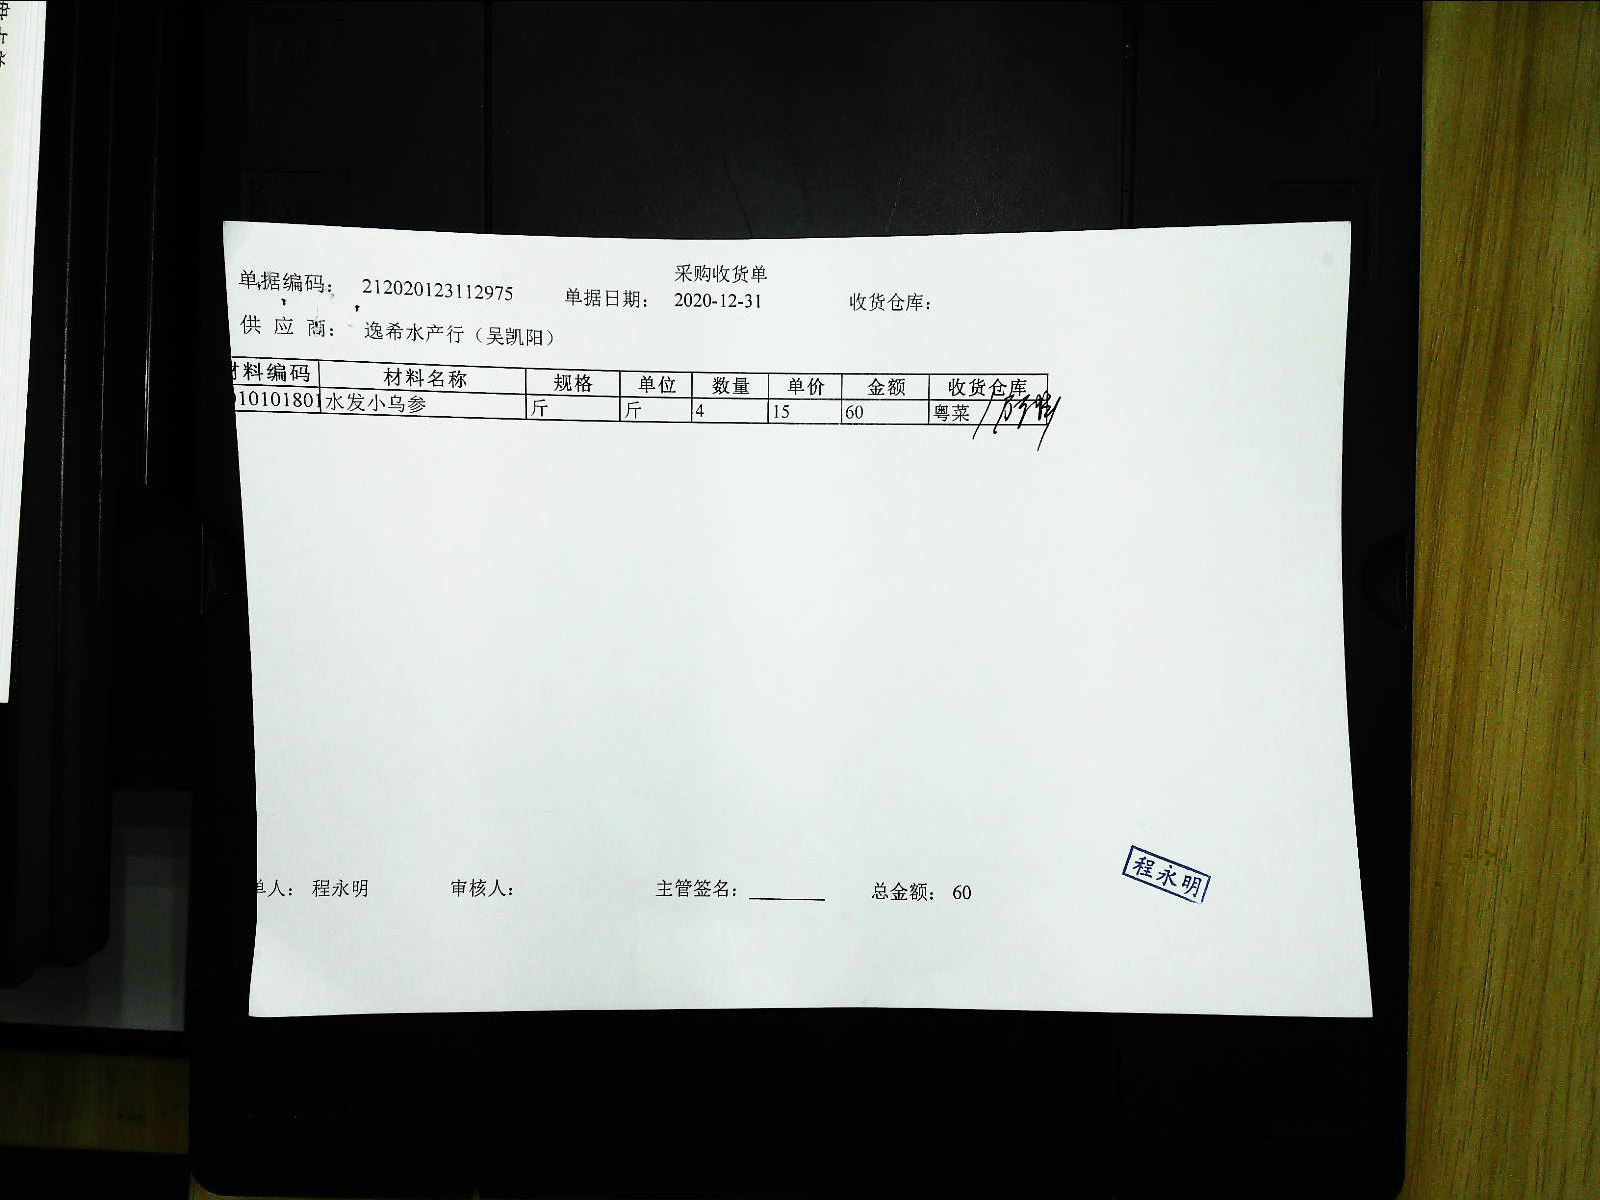 采购收货单
单据编码: 212020123112975 单据日期: 2020-12-31 收货仓库:
供应商: 逸希水产行（吴凯阳）
材料编码 材料名称 规格 单位 数量 单价 金额 收货仓库
010101801 水发小乌参 斤 斤 4 15 60 粤菜
单人: 程永明 审核人: 主管签名: ______ 总金额: 60
程永明